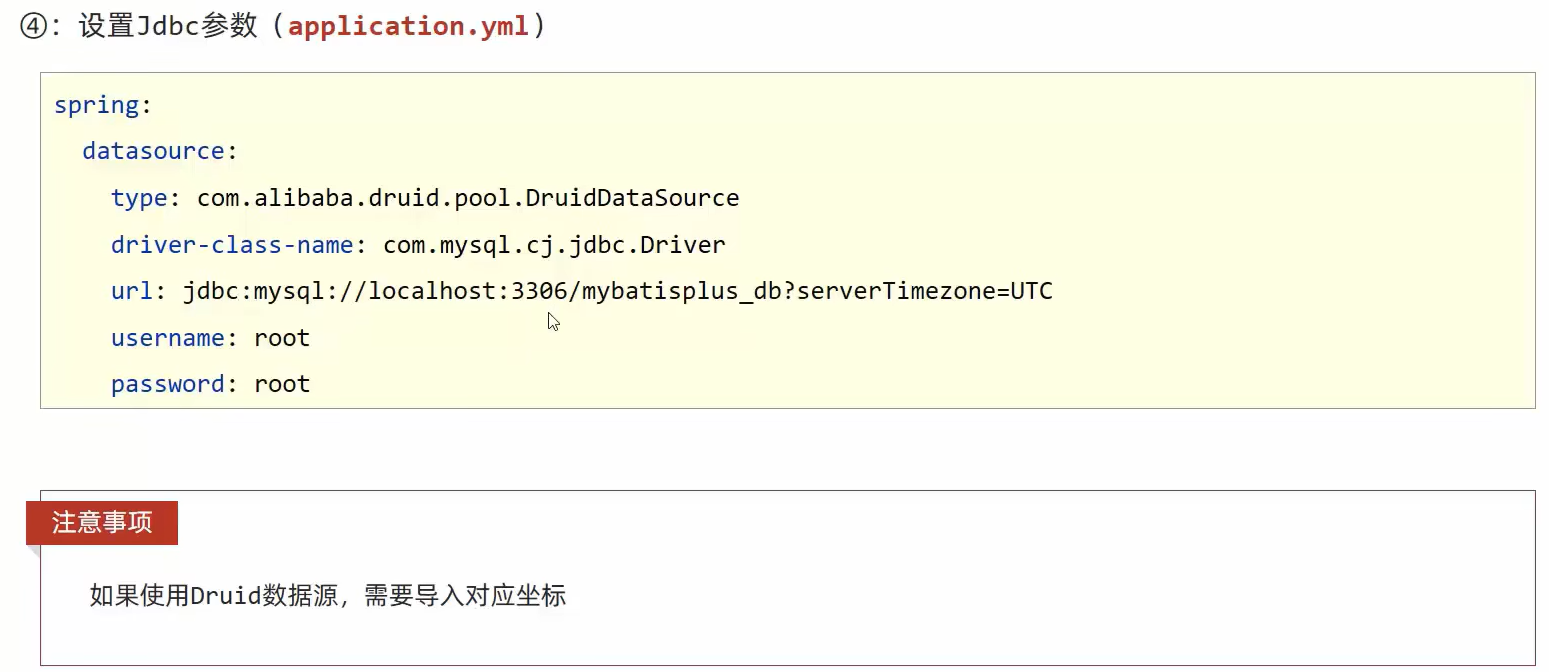 ④：设置Jdbc参数（application.yml）
spring:
  datasource:
    type: com.alibaba.druid.pool.DruidDataSource
    driver-class-name: com.mysql.cj.jdbc.Driver
    url: jdbc:mysql://localhost:3306/mybatisplus_db?serverTimezone=UTC
    username: root
    password: root
注意事项
如果使用Druid数据源，需要导入对应坐标